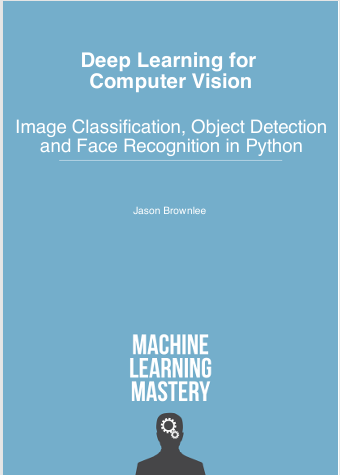 Deep Learning for
Computer Vision
Image Classification, Object Detection
and Face Recognition in Python
Jason Brownlee
MACHINE
LEARNING
MASTERY